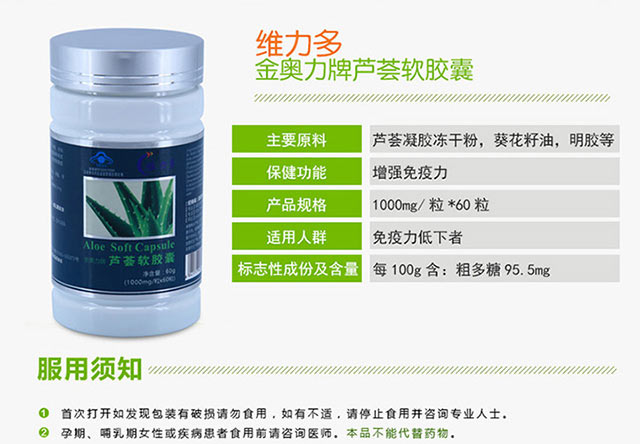 维力多
金奥力牌芦荟软胶囊
主要原料 芦荟凝胶冻干粉，葵花籽油，明胶等
保健功能 增强免疫力
产品规格 1000mg/ 粒 *60 粒
适用人群 免疫力低下者
标志性成份及含量 每 100g 含：粗多糖 95.5mg
Aloe Soft Capsule
芦荟软胶囊
净含量: 60g
(1000mg/粒x60粒)
服用须知
1 首次打开如发现包装有破损请勿食用，如有不适，请停止食用并咨询专业人士。
2 孕期、哺乳期女性或疾病患者食用前请咨询医师。本品不能代替药物。